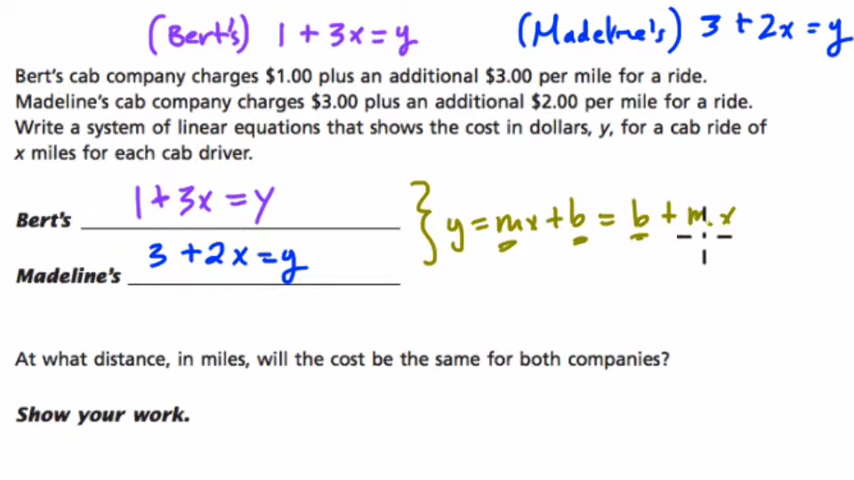 (Bert's) 1 + 3x = y (Madeline's) 3 + 2x = y
Bert's cab company charges $1.00 plus an additional $3.00 per mile for a ride.
Madeline's cab company charges $3.00 plus an additional $2.00 per mile for a ride.
Write a system of linear equations that shows the cost in dollars, y, for a cab ride of
x miles for each cab driver.
Bert's 1 + 3x = y
Madeline's 3 + 2x = y
} y = mx + b = b + m·x
At what distance, in miles, will the cost be the same for both companies?
Show your work.